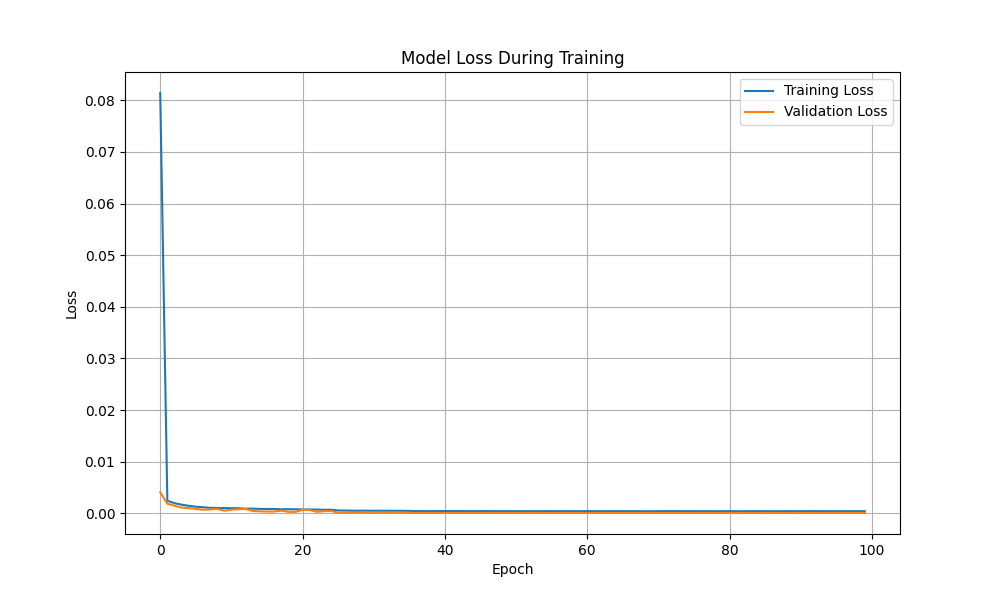 Model Loss During Training
Training Loss
Validation Loss
0.08
0.07
0.06
0.05
0.04
0.03
0.02
0.01
0.00
Loss
0 20 40 60 80 100
Epoch